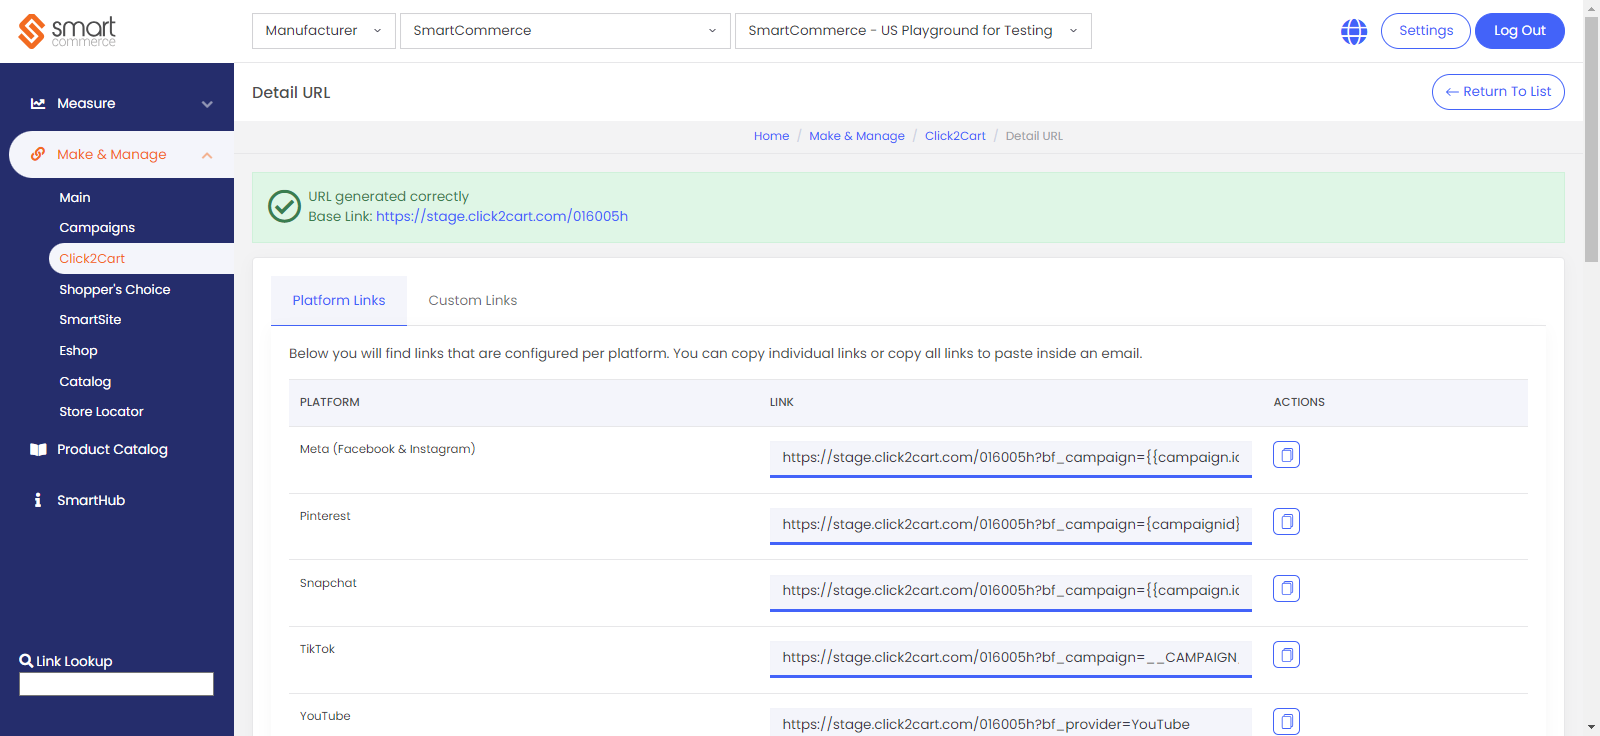 smart
commerce
Manufacturer
SmartCommerce
SmartCommerce - US Playground for Testing
Settings
Log Out
Measure
Make & Manage
Main
Campaigns
Click2Cart
Shopper's Choice
SmartSite
Eshop
Catalog
Store Locator
Product Catalog
SmartHub
Link Lookup
Detail URL
Return To List
Home / Make & Manage / Click2Cart / Detail URL
URL generated correctly
Base Link: https://stage.click2cart.com/016005h
Platform Links
Custom Links
Below you will find links that are configured per platform. You can copy individual links or copy all links to paste inside an email.
PLATFORM LINK ACTIONS
Meta (Facebook & Instagram) https://stage.click2cart.com/016005h?bf_campaign={{campaign.ic
Pinterest https://stage.click2cart.com/016005h?bf_campaign={campaignid}
Snapchat https://stage.click2cart.com/016005h?bf_campaign={{campaign.ic
TikTok https://stage.click2cart.com/016005h?bf_campaign=__CAMPAIGN_
YouTube https://stage.click2cart.com/016005h?bf_provider=YouTube